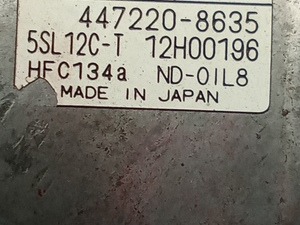 447220-8635
5SL12C-T 12H00196
HFC134a ND-OIL8
MADE IN JAPAN